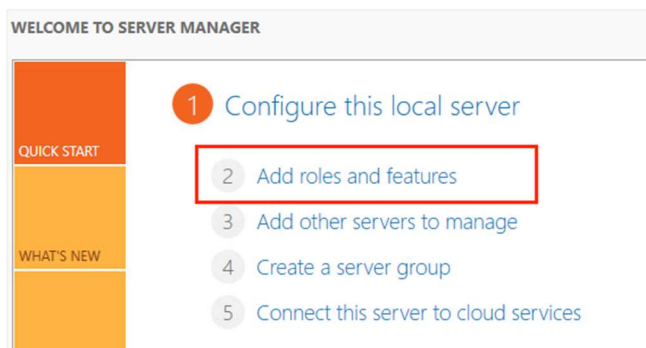 WELCOME TO SERVER MANAGER
1 Configure this local server
QUICK START
2 Add roles and features
3 Add other servers to manage
WHAT'S NEW
4 Create a server group
5 Connect this server to cloud services